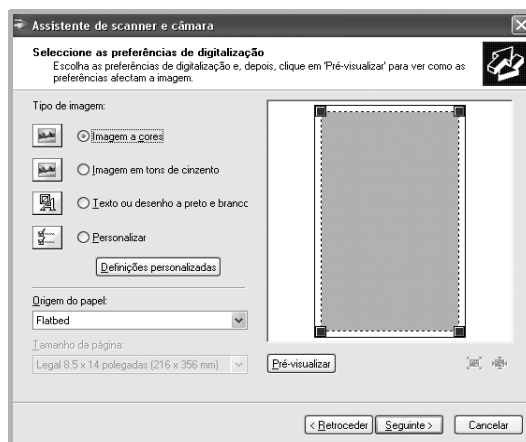 Assistente de scanner e câmara
Seleccione as preferências de digitalização
Escolha as preferências de digitalização e, depois, clique em 'Pré-visualizar' para ver como as
preferências afectam a imagem.
Tipo de imagem:
Imagem a cores
Imagem em tons de cinzento
Texto ou desenho a preto e brancc
Personalizar
Definições personalizadas
Origem do papel:
Flatbed
Tamanho da página:
Legal 8.5 x 14 polegadas (216 x 356 mm)
Pré-visualizar
< Retroceder
Seguinte >
Cancelar